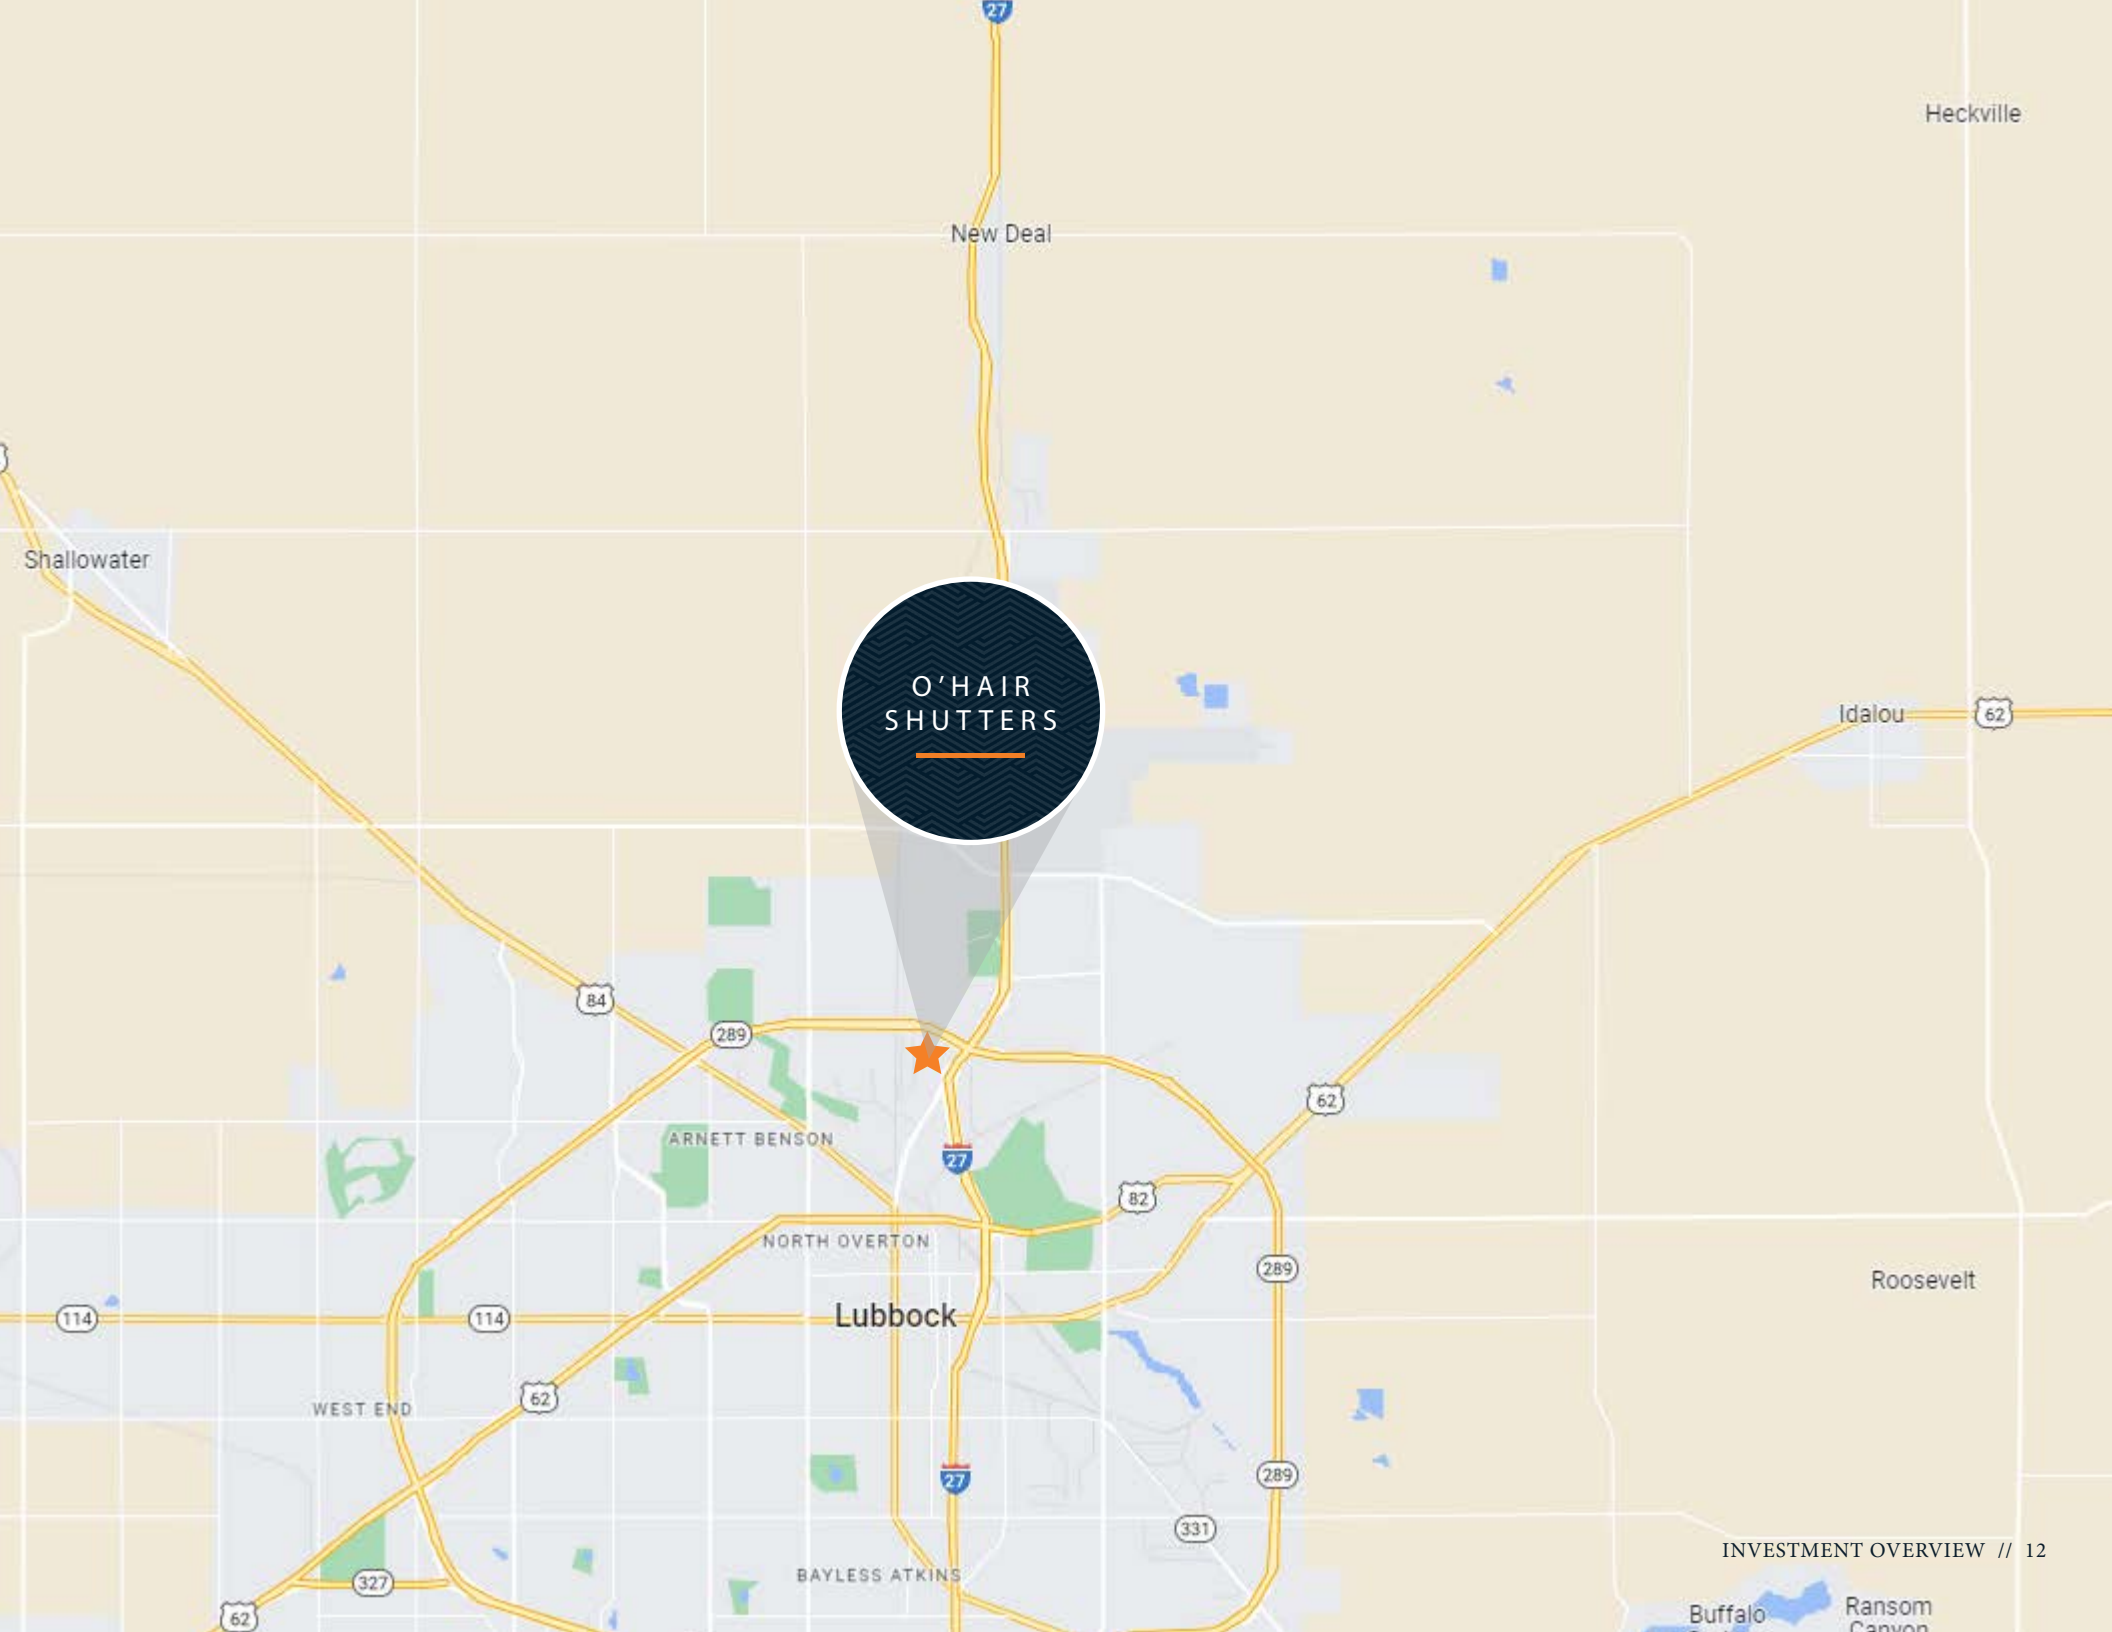 27
Heckville
New Deal
Shallowater
O'HAIR
SHUTTERS
Idalou
62
84
289
62
ARNETT BENSON
27
82
NORTH OVERTON
289
Roosevelt
114
114
Lubbock
62
WEST END
27
289
331
INVESTMENT OVERVIEW // 12
BAYLESS ATKINS
327
62
Buffalo
Ransom
Canyon